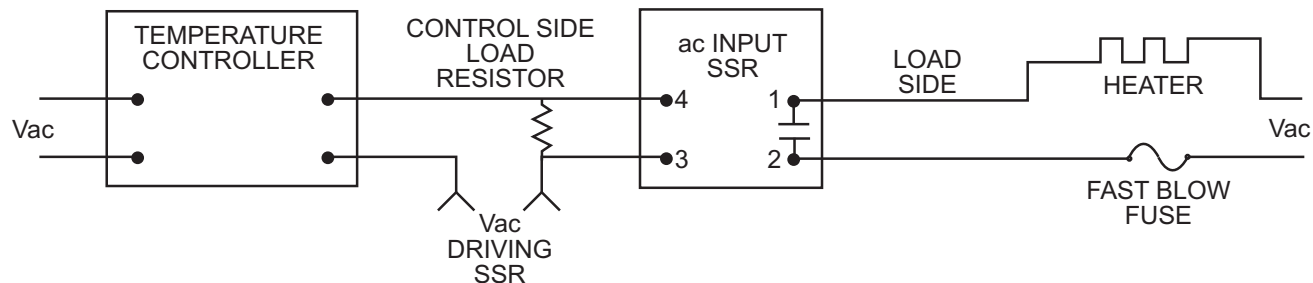 TEMPERATURE
CONTROLLER
CONTROL SIDE
LOAD
RESISTOR
ac INPUT
SSR
LOAD
SIDE
HEATER
Vac
4
3
1
2
Vac
FAST BLOW
FUSE
Vac
DRIVING
SSR